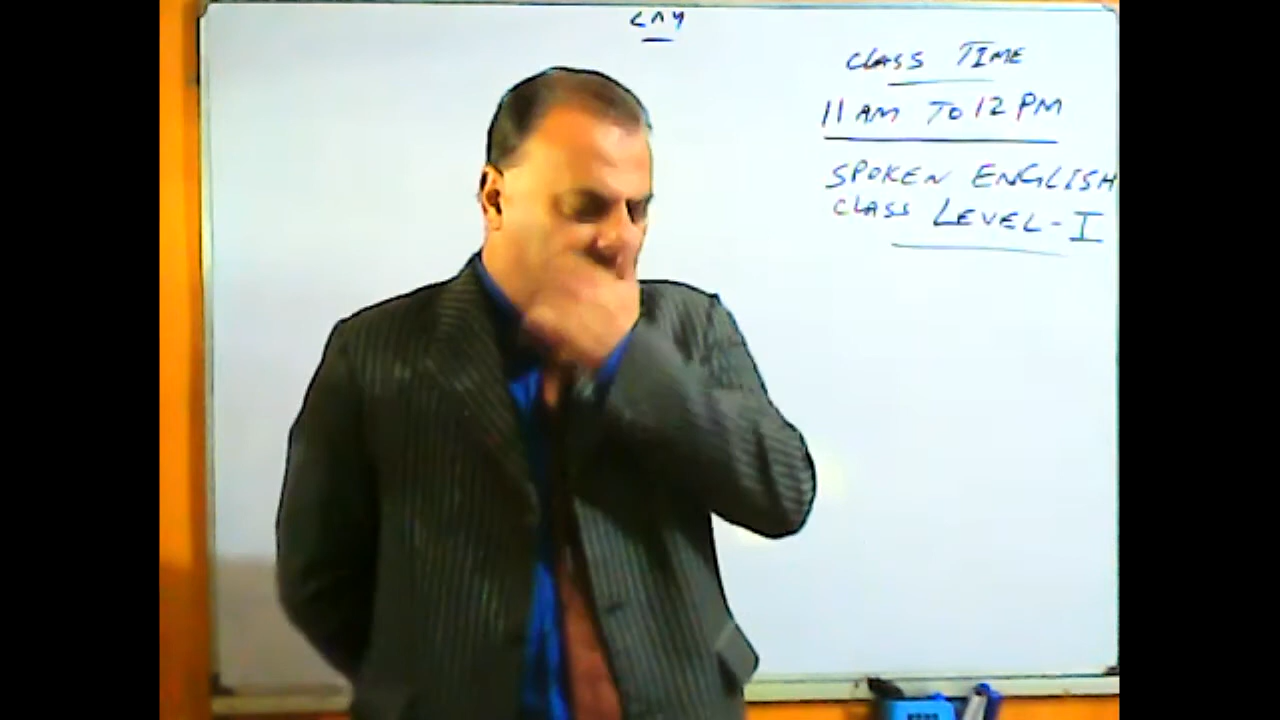 CLASS TIME
11 AM TO 12 PM
SPOKEN ENGLISH
CLASS LEVEL-I